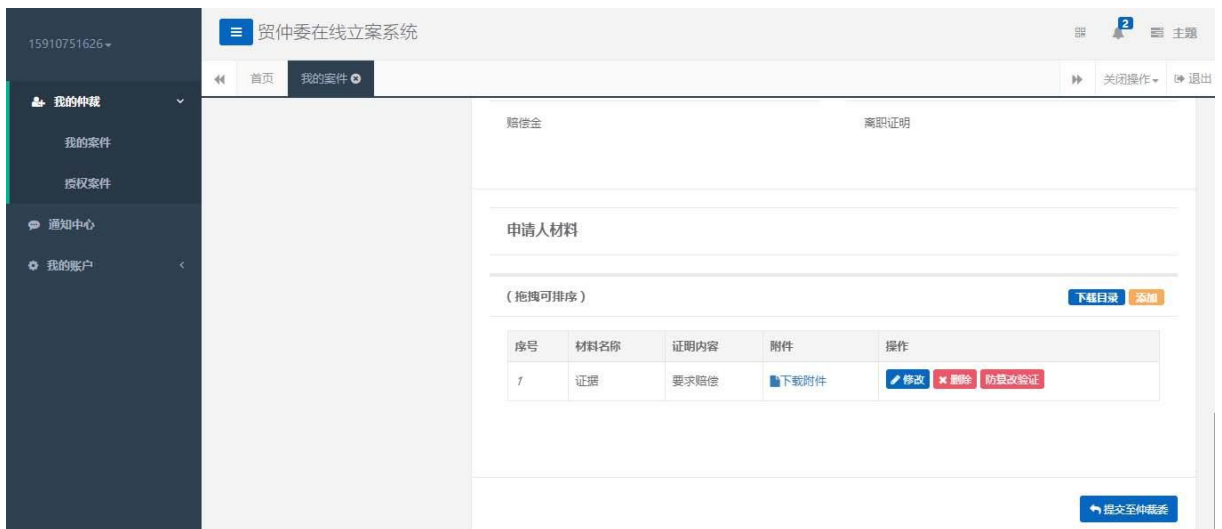 15910751626
贸仲委在线立案系统
2
主题
首页
我的案件
关闭操作
退出
我的仲裁
我的案件
授权案件
通知中心
我的账户
赔偿金 离职证明
申请人材料
(拖拽可排序)
下载目录 添加
序号 材料名称 证明内容 附件 操作
1 证据 要求赔偿 下载附件 修改 删除 防篡改验证
提交至仲裁委